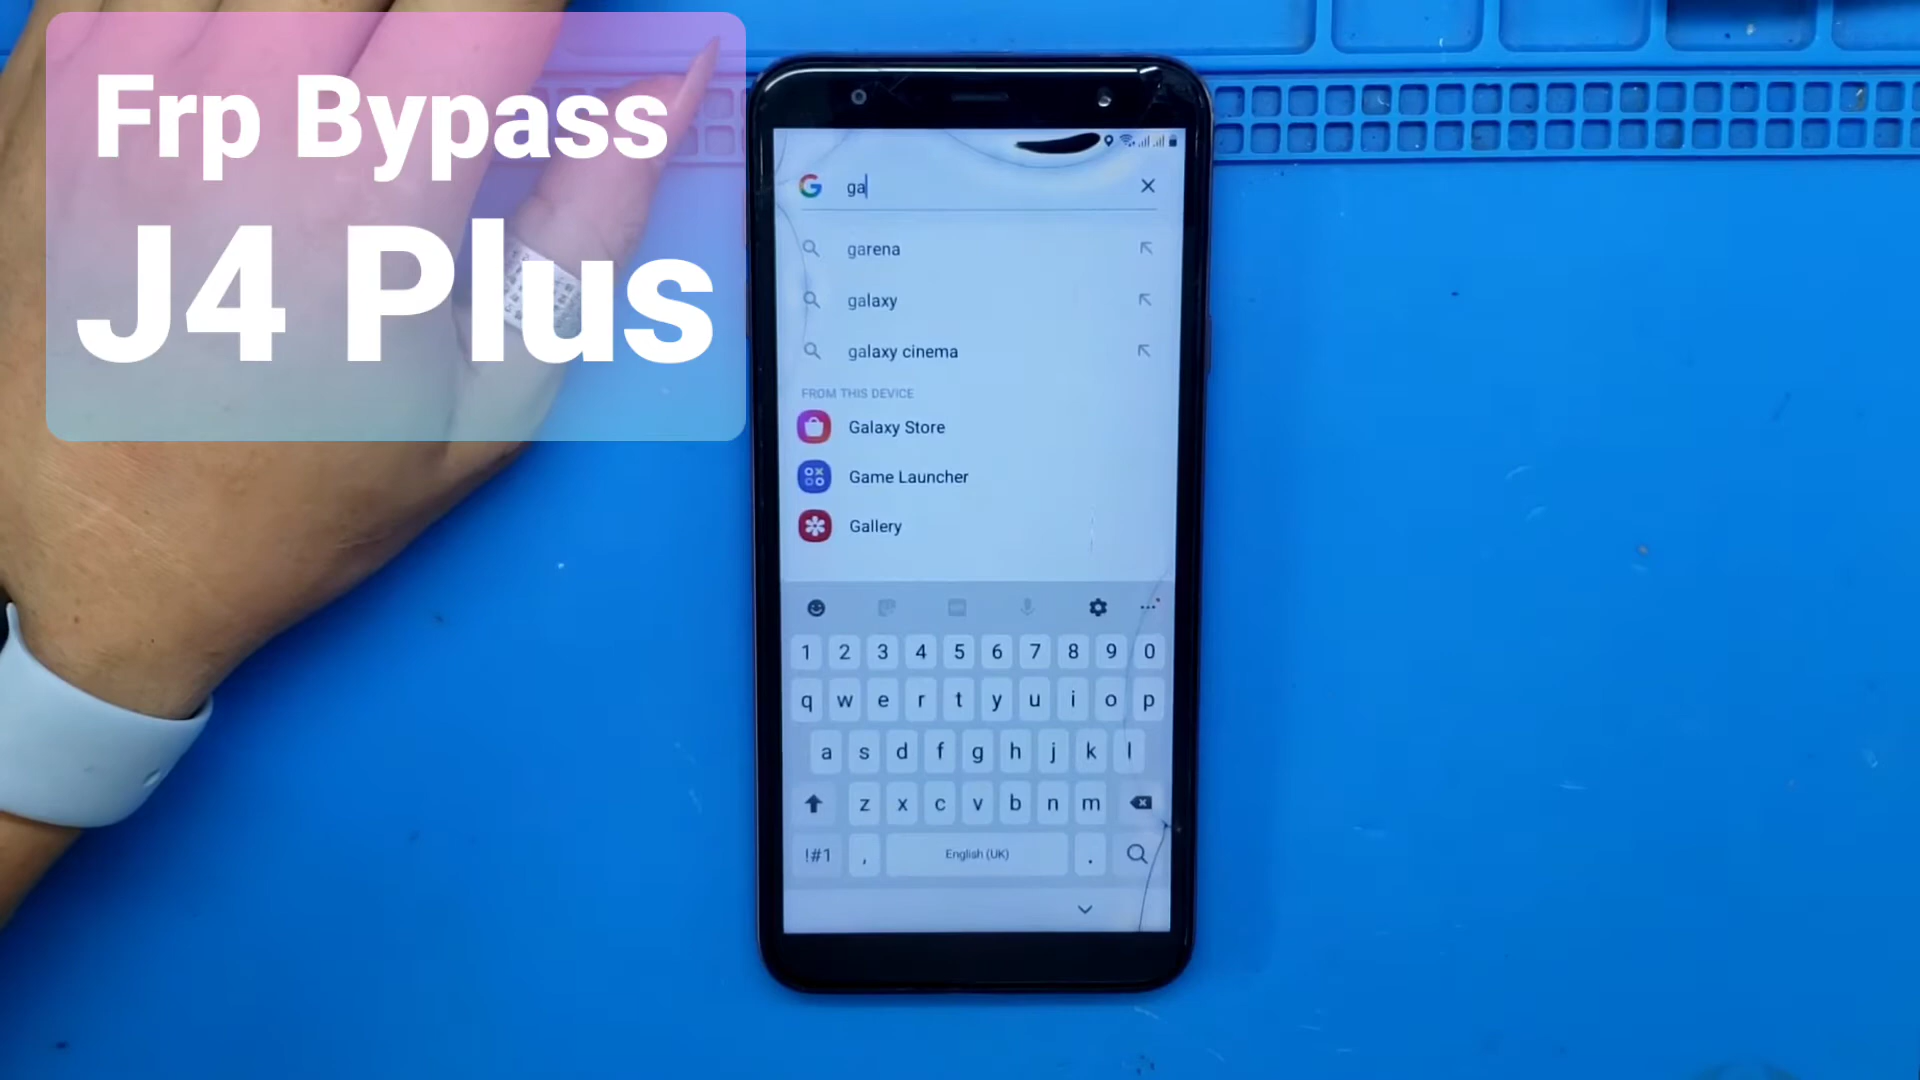 Frp Bypass
J4 Plus
ga
garena
galaxy
galaxy cinema
FROM THIS DEVICE
Galaxy Store
Game Launcher
Gallery
1 2 3 4 5 6 7 8 9 0
q w e r t y u i o p
a s d f g h j k l
z x c v b n m
!#1 , English (UK) .